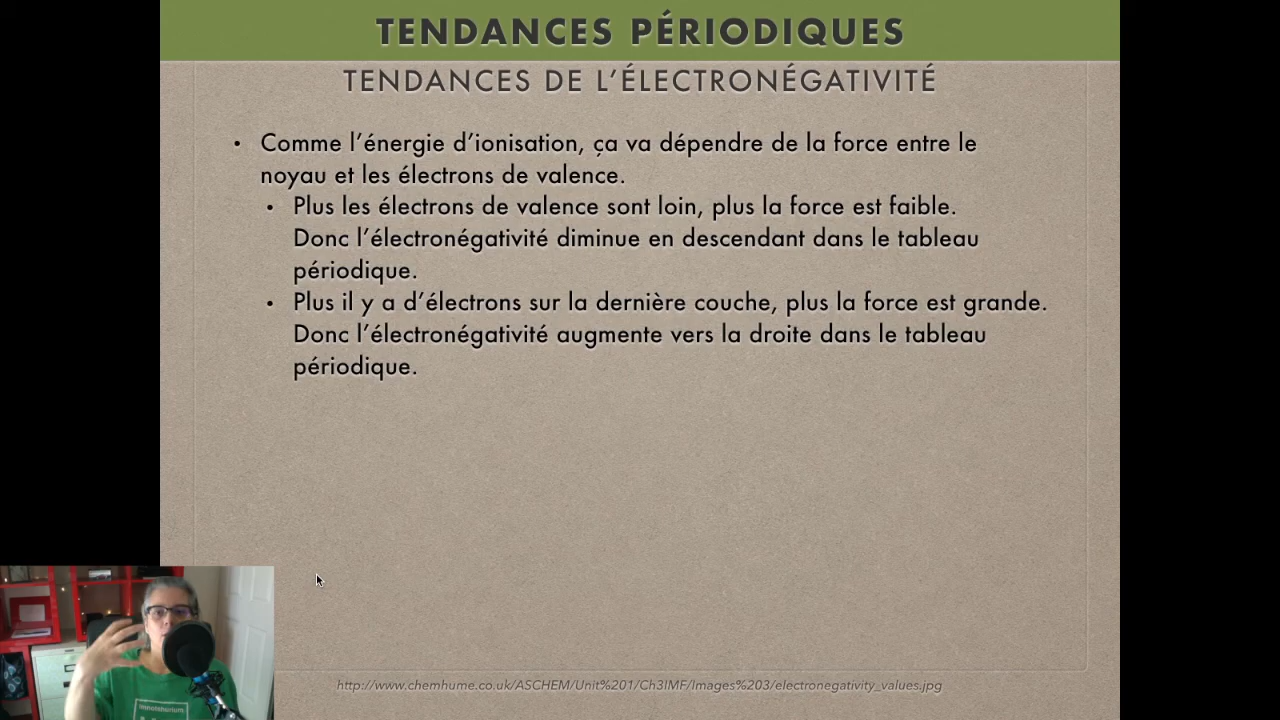 TENDANCES PÉRIODIQUES
TENDANCES DE L'ÉLECTRONÉGATIVITÉ
• Comme l'énergie d'ionisation, ça va dépendre de la force entre le
noyau et les électrons de valence.
• Plus les électrons de valence sont loin, plus la force est faible.
Donc l'électronégativité diminue en descendant dans le tableau
périodique.
• Plus il y a d'électrons sur la dernière couche, plus la force est grande.
Donc l'électronégativité augmente vers la droite dans le tableau
périodique.
http://www.chemhume.co.uk/ASCHEM/Unit%201/Ch3IMF/Images%203/electronegativity_values.jpg